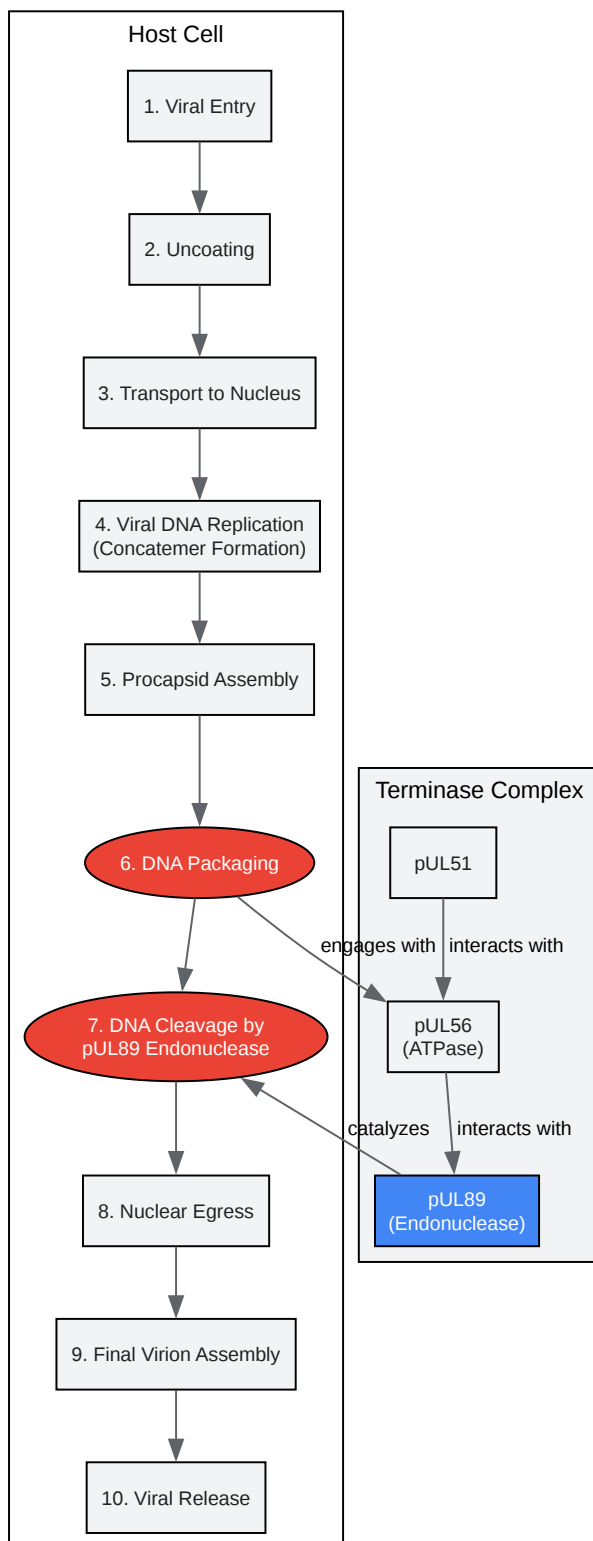 Host Cell
1. Viral Entry
2. Uncoating
3. Transport to Nucleus
4. Viral DNA Replication
(Concatemer Formation)
5. Procapsid Assembly
Terminase Complex
6. DNA Packaging
pUL51
engages with
interacts with
7. DNA Cleavage by
pUL89 Endonuclease
pUL56
(ATPase)
catalyzes
interacts with
8. Nuclear Egress
pUL89
(Endonuclease)
9. Final Virion Assembly
10. Viral Release